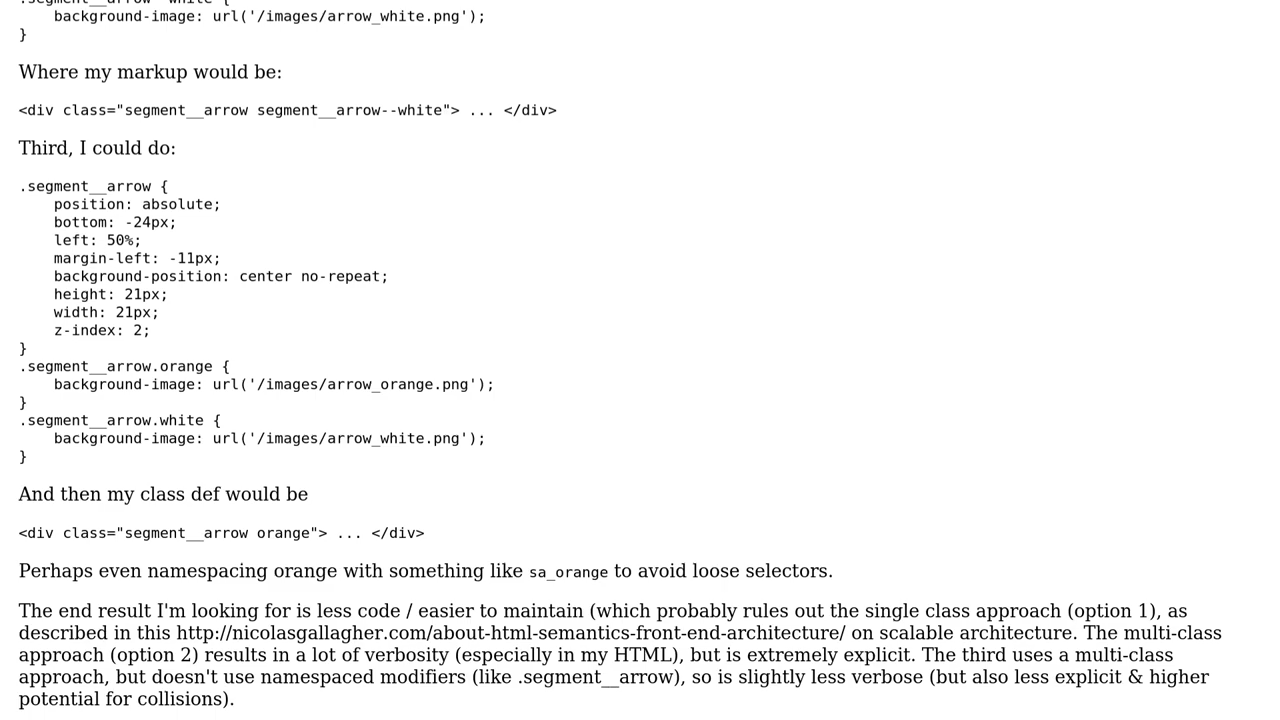 .segment__arrow--white {
    background-image: url('/images/arrow_white.png');
}
Where my markup would be:
<div class="segment__arrow segment__arrow--white"> ... </div>
Third, I could do:
.segment__arrow {
    position: absolute;
    bottom: -24px;
    left: 50%;
    margin-left: -11px;
    background-position: center no-repeat;
    height: 21px;
    width: 21px;
    z-index: 2;
}
.segment__arrow.orange {
    background-image: url('/images/arrow_orange.png');
}
.segment__arrow.white {
    background-image: url('/images/arrow_white.png');
}
And then my class def would be
<div class="segment__arrow orange"> ... </div>
Perhaps even namespacing orange with something like sa_orange to avoid loose selectors.
The end result I'm looking for is less code / easier to maintain (which probably rules out the single class approach (option 1), as
described in this http://nicolasgallagher.com/about-html-semantics-front-end-architecture/ on scalable architecture. The multi-class
approach (option 2) results in a lot of verbosity (especially in my HTML), but is extremely explicit. The third uses a multi-class
approach, but doesn't use namespaced modifiers (like .segment__arrow), so is slightly less verbose (but also less explicit & higher
potential for collisions).